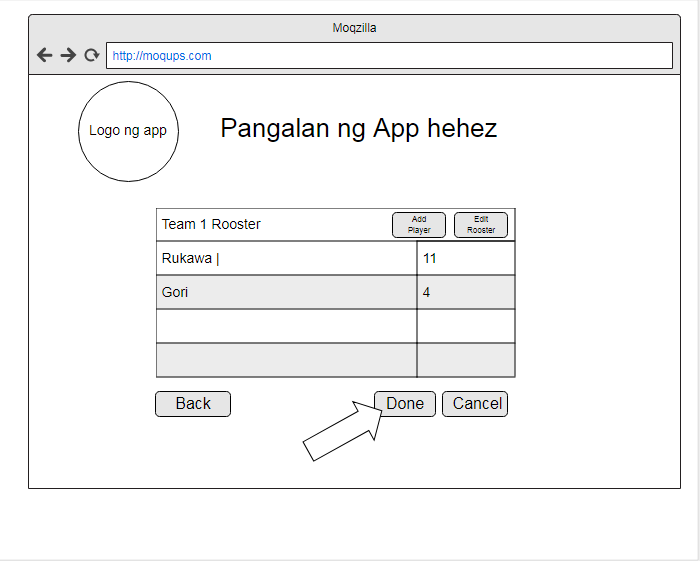 Moqzilla
http://moqups.com
Logo ng app
Pangalan ng App hehez
Team 1 Rooster
Add
Player
Edit
Rooster
Rukawa | 11
Gori 4
Back Done Cancel